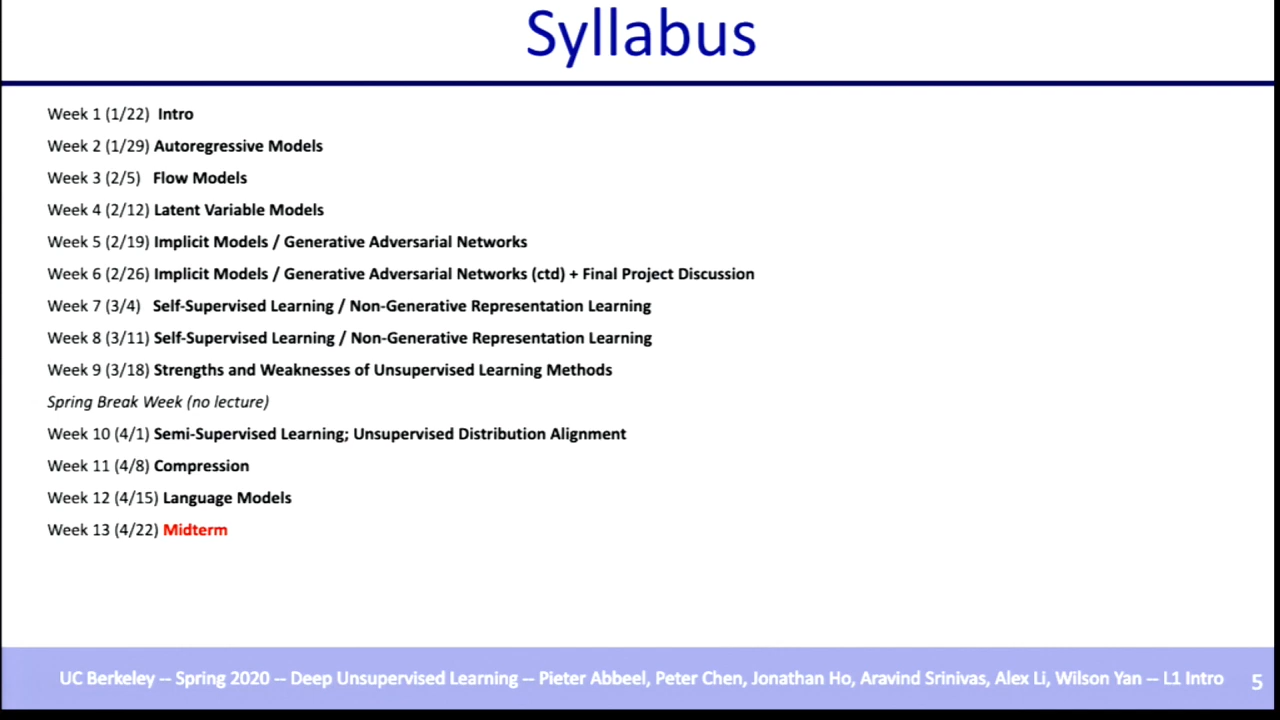 Syllabus
Week 1 (1/22) Intro
Week 2 (1/29) Autoregressive Models
Week 3 (2/5) Flow Models
Week 4 (2/12) Latent Variable Models
Week 5 (2/19) Implicit Models / Generative Adversarial Networks
Week 6 (2/26) Implicit Models / Generative Adversarial Networks (ctd) + Final Project Discussion
Week 7 (3/4) Self-Supervised Learning / Non-Generative Representation Learning
Week 8 (3/11) Self-Supervised Learning / Non-Generative Representation Learning
Week 9 (3/18) Strengths and Weaknesses of Unsupervised Learning Methods
Spring Break Week (no lecture)
Week 10 (4/1) Semi-Supervised Learning; Unsupervised Distribution Alignment
Week 11 (4/8) Compression
Week 12 (4/15) Language Models
Week 13 (4/22) Midterm
UC Berkeley -- Spring 2020 -- Deep Unsupervised Learning -- Pieter Abbeel, Peter Chen, Jonathan Ho, Aravind Srinivas, Alex Li, Wilson Yan -- L1 Intro 5